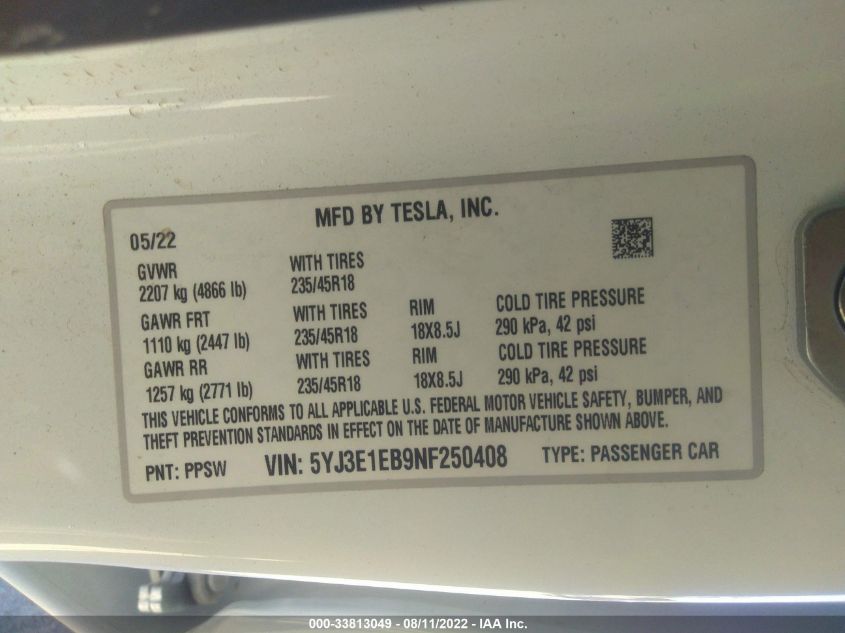 MFD BY TESLA, INC.
05/22
GVWR WITH TIRES
2207 kg (4866 lb) 235/45R18
GAWR FRT WITH TIRES RIM COLD TIRE PRESSURE
1110 kg (2447 lb) 235/45R18 18X8.5J 290 kPa, 42 psi
GAWR RR WITH TIRES RIM COLD TIRE PRESSURE
1257 kg (2771 lb) 235/45R18 18X8.5J 290 kPa, 42 psi
THIS VEHICLE CONFORMS TO ALL APPLICABLE U.S. FEDERAL MOTOR VEHICLE SAFETY, BUMPER, AND
THEFT PREVENTION STANDARDS IN EFFECT ON THE DATE OF MANUFACTURE SHOWN ABOVE.
PNT: PPSW VIN: 5YJ3E1EB9NF250408 TYPE: PASSENGER CAR
000-33813049 - 08/11/2022 - IAA Inc.